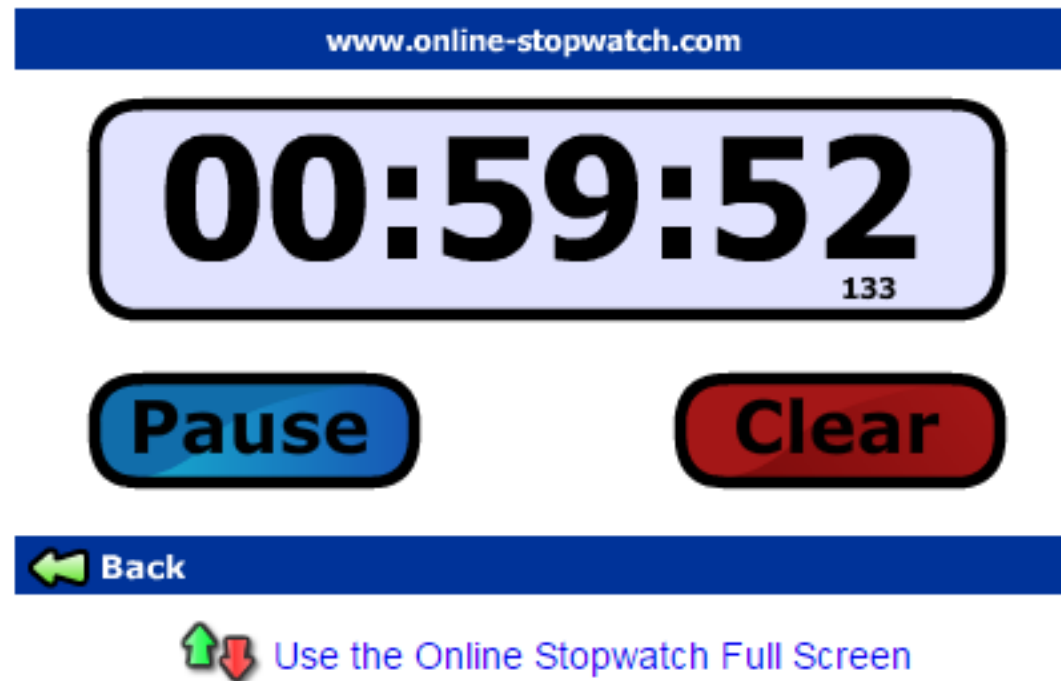 www.online-stopwatch.com
00:59:52
133
Pause Clear
Back
Use the Online Stopwatch Full Screen